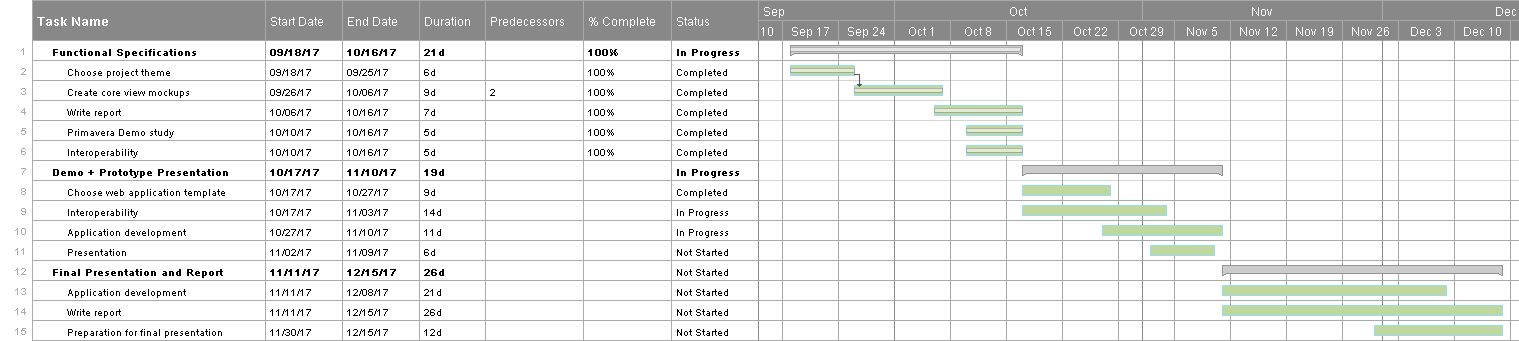 Sep Oct Nov Dec
Task Name Start Date End Date Duration Predecessors % Complete Status
10 Sep 17 Sep 24 Oct 1 Oct 8 Oct 15 Oct 22 Oct 29 Nov 5 Nov 12 Nov 19 Nov 26 Dec 3 Dec 10
1 Functional Specifications 09/18/17 10/16/17 21d 100% In Progress
2 Choose project theme 09/18/17 09/25/17 6d 100% Completed
3 Create core view mockups 09/26/17 10/06/17 9d 2 100% Completed
4 Write report 10/06/17 10/16/17 7d 100% Completed
5 Primavera Demo study 10/10/17 10/16/17 5d 100% Completed
6 Interoperability 10/10/17 10/16/17 5d 100% Completed
7 Demo + Prototype Presentation 10/17/17 11/10/17 19d In Progress
8 Choose web application template 10/17/17 10/27/17 9d Completed
9 Interoperability 10/17/17 11/03/17 14d In Progress
10 Application development 10/27/17 11/10/17 11d In Progress
11 Presentation 11/02/17 11/09/17 6d Not Started
12 Final Presentation and Report 11/11/17 12/15/17 26d Not Started
13 Application development 11/11/17 12/08/17 21d Not Started
14 Write report 11/11/17 12/15/17 26d Not Started
15 Preparation for final presentation 11/30/17 12/15/17 12d Not Started